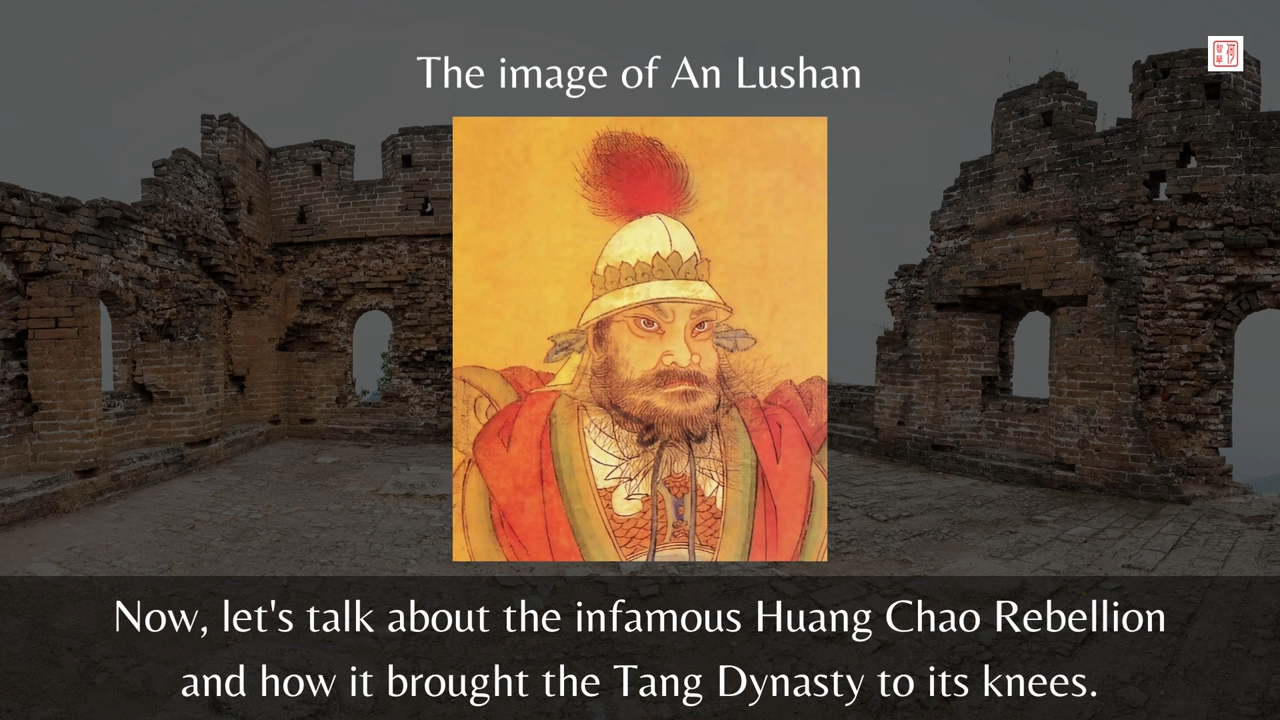 The image of An Lushan
Now, let's talk about the infamous Huang Chao Rebellion
and how it brought the Tang Dynasty to its knees.